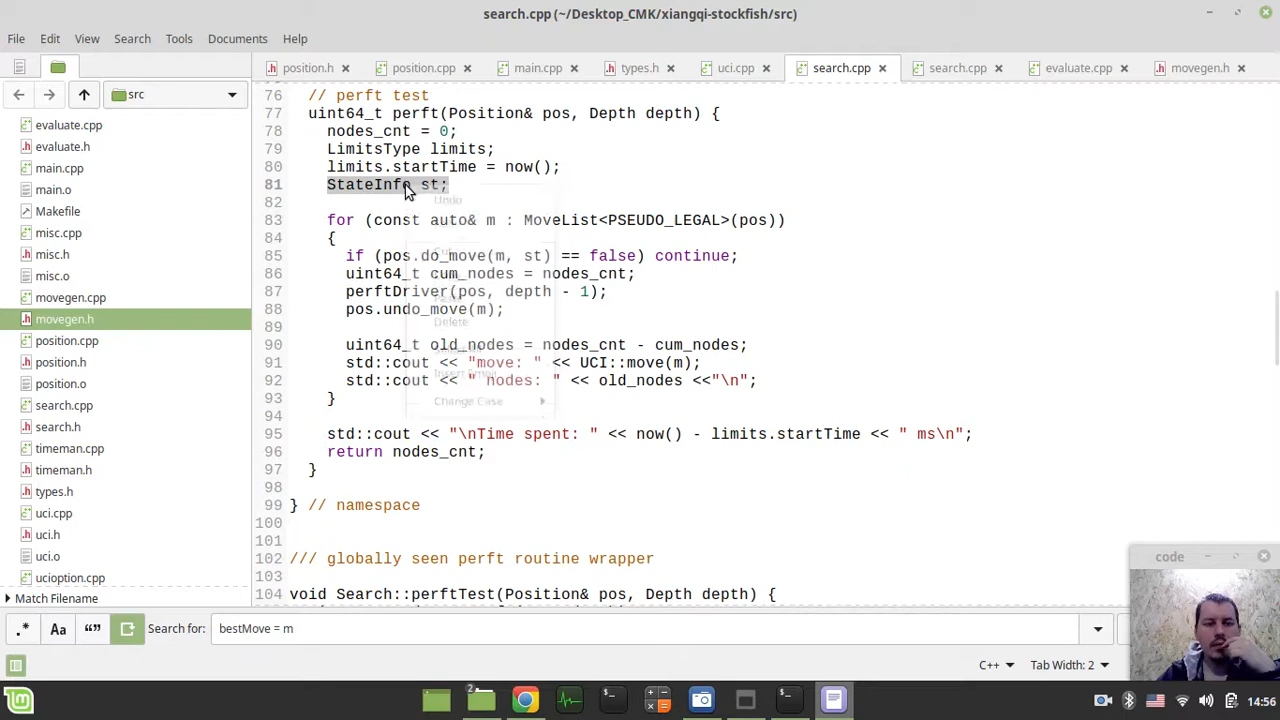 search.cpp (~/Desktop_CMK/xiangqi-stockfish/src)
File Edit View Search Tools Documents Help
position.h position.cpp main.cpp types.h uci.cpp search.cpp search.cpp evaluate.cpp movegen.h
src
evaluate.cpp
evaluate.h
main.cpp
main.o
Makefile
misc.cpp
misc.h
misc.o
movegen.cpp
movegen.h
position.cpp
position.h
position.o
search.cpp
search.h
timeman.cpp
timeman.h
types.h
uci.cpp
uci.h
uci.o
ucioption.cpp
Match Filename
76 // perft test
77 uint64_t perft(Position& pos, Depth depth) {
78 nodes_cnt = 0;
79 LimitsType limits;
80 limits.startTime = now();
81 StateInfo st;
82
83 for (const auto& m : MoveList<PSEUDO_LEGAL>(pos))
84 {
85 if (pos.do_move(m, st) == false) continue;
86 uint64_t cum_nodes = nodes_cnt;
87 perftDriver(pos, depth - 1);
88 pos.undo_move(m);
89
90 uint64_t old_nodes = nodes_cnt - cum_nodes;
91 std::cout << "move: " << UCI::move(m);
92 std::cout << " nodes: " << old_nodes <<"\n";
93 }
94
95 std::cout << "\nTime spent: " << now() - limits.startTime << " ms\n";
96 return nodes_cnt;
97 }
98
99 } // namespace
100
101
102 /// globally seen perft routine wrapper
103
104 void Search::perftTest(Position& pos, Depth depth) {
Undo
Delete
Change Case
code
.* Aa “” Search for: bestMove = m
C++ Tab Width: 2
2
14:56